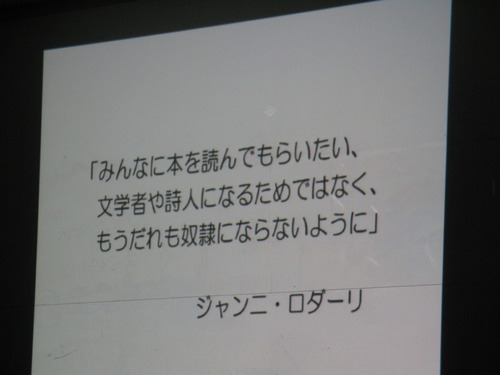 「みんなに本を読んでもらいたい、
文学者や詩人になるためではなく、
もうだれも奴隷にならないように」
ジャンニ・ロダーリ